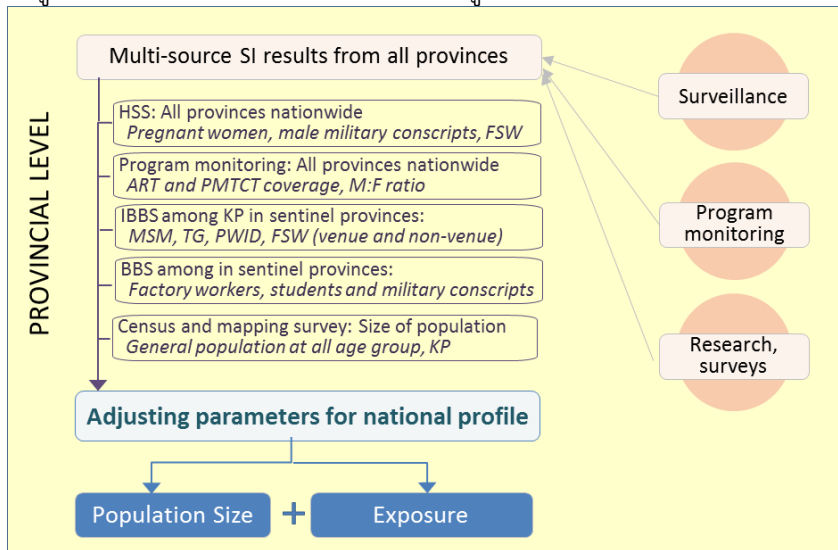 Multi-source SI results from all provinces
HSS: All provinces nationwide
Pregnant women, male military conscripts, FSW
Program monitoring: All provinces nationwide
ART and PMTCT coverage, M:F ratio
IBBS among KP in sentinel provinces:
MSM, TG, PWID, FSW (venue and non-venue)
BBS among in sentinel provinces:
Factory workers, students and military conscripts
Census and mapping survey: Size of population
General population at all age group, KP
PROVINCIAL LEVEL
Surveillance
Program
monitoring
Research,
surveys
Adjusting parameters for national profile
Population Size + Exposure